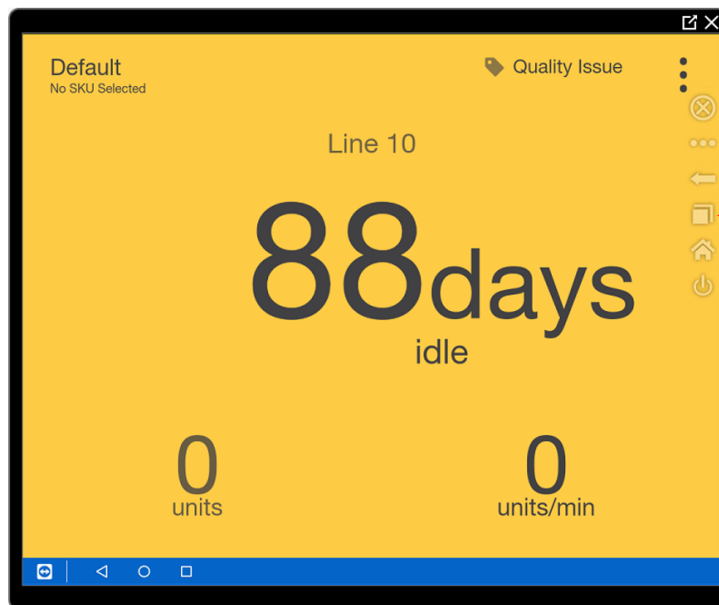 Default
No SKU Selected
Quality Issue
Line 10
88days
idle
0
units
0
units/min